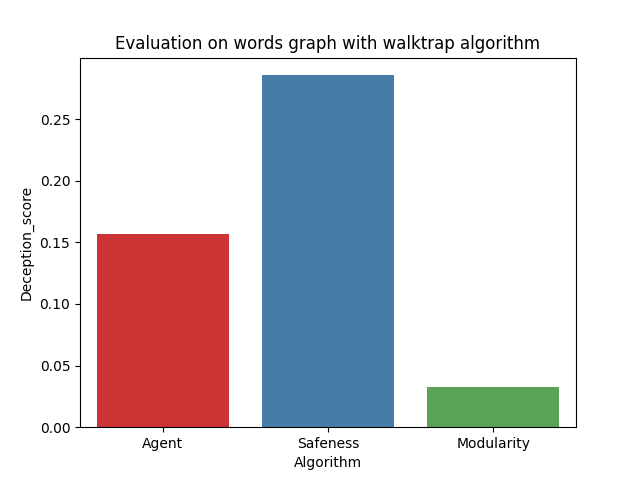 Evaluation on words graph with walktrap algorithm
Deception_score
0.25
0.20
0.15
0.10
0.05
0.00
Agent Safeness Modularity
Algorithm